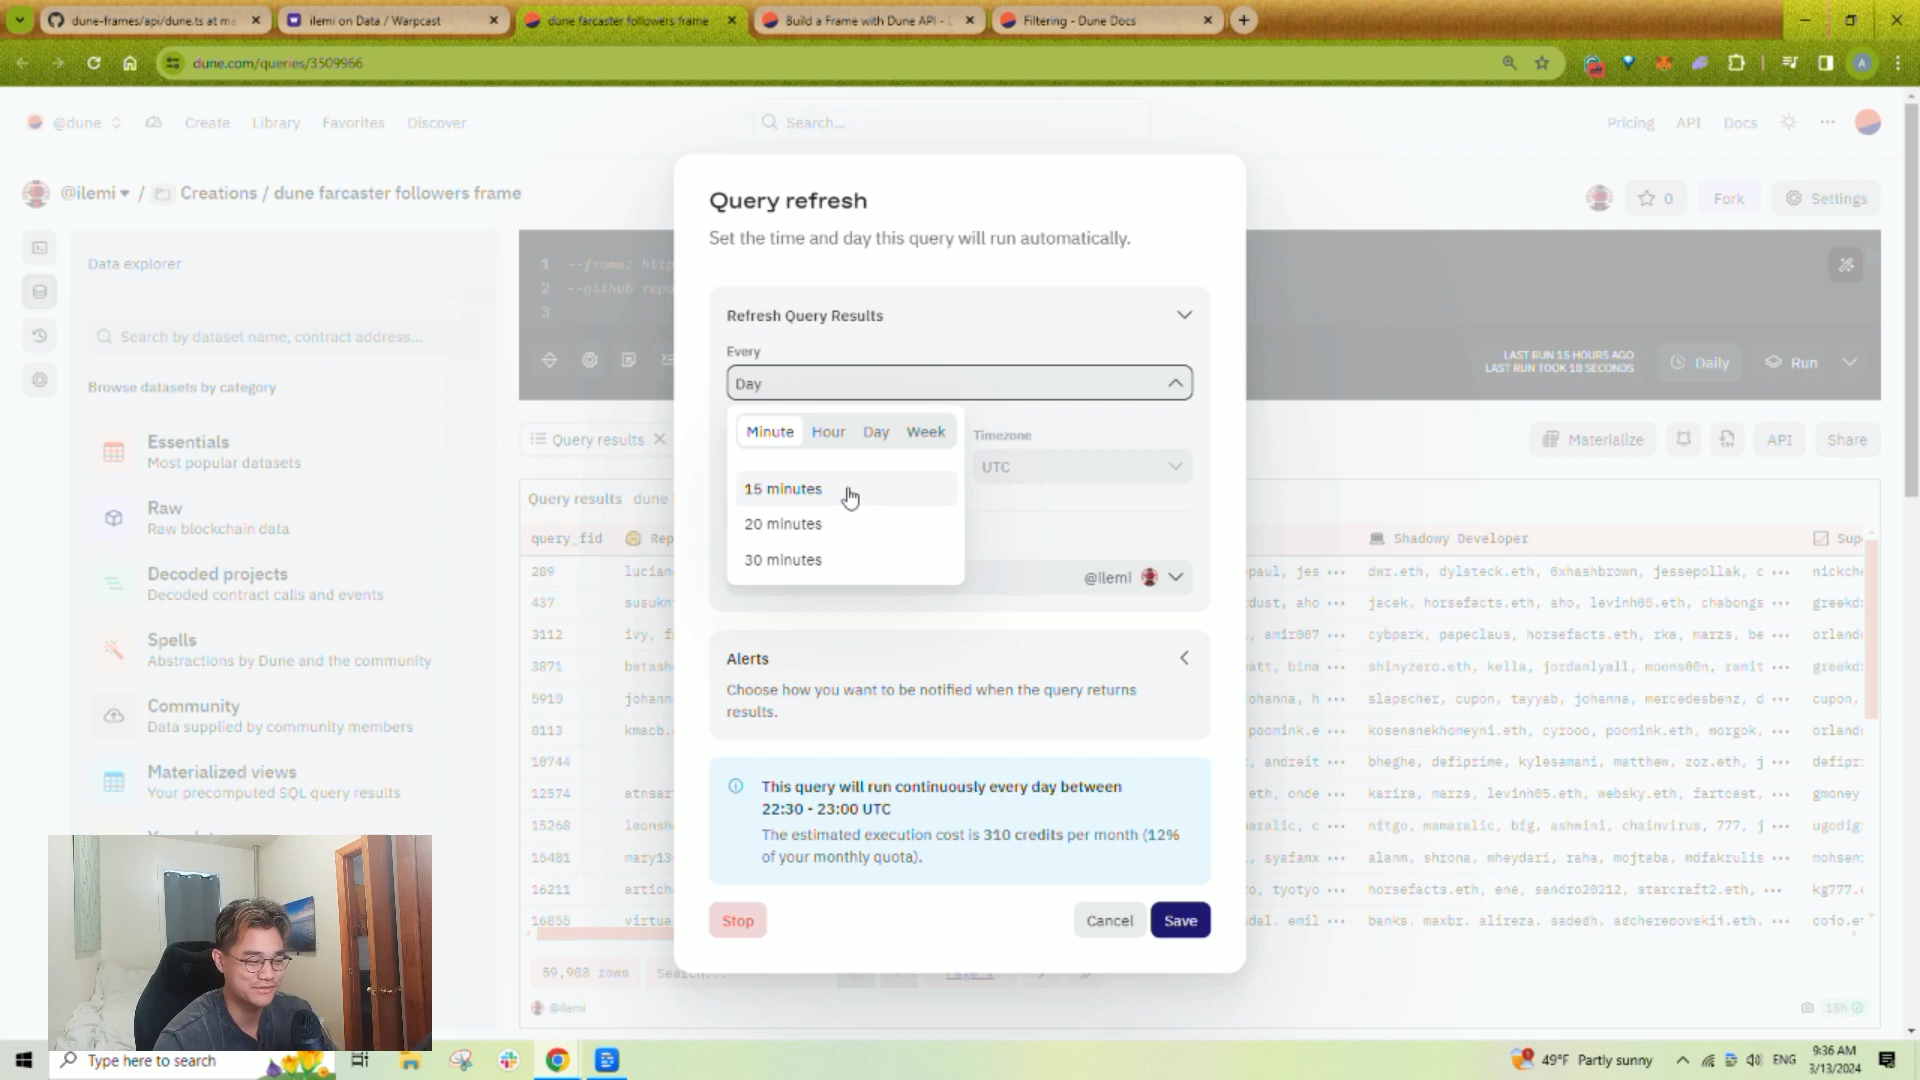 dune-frames/api/dune.ts at ma
ilemi on Data / Warpcast
dune farcaster followers frame
Build a Frame with Dune API -
Filtering - Dune Docs
dune.com/queries/3509966
@dune
Create
Library
Favorites
Discover
Search...
Pricing
API
Docs
@ilemi / Creations / dune farcaster followers frame
0
Fork
Settings
Data explorer
Search by dataset name, contract address...
Browse datasets by category
Essentials
Most popular datasets
Raw
Raw blockchain data
Decoded projects
Decoded contract calls and events
Spells
Abstractions by Dune and the community
Community
Data supplied by community members
Materialized views
Your precomputed SQL query results
1 --frame: http
2 --github repo
3
LAST RUN 15 HOURS AGO
LAST RUN TOOK 18 SECONDS
Daily
Run
Query results
Materialize
API
Share
Query results dune
query_fid
Rep
Shadowy Developer
Sup
289 lucian paul, jes ... dwr.eth, dylsteck.eth, 0xhashbrown, jessepollak, c ... nickch
437 susukn dust, aho ... jacek, horsefacts.eth, aho, levinh05.eth, chabongs ... greekd
3112 ivy, f , amir007 ... cybpark, papeclaus, horsefacts.eth, rka, marzs, be ... orland
3871 betash att, bina ... shinyzero.eth, kella, jordanlyall, moons00n, ramit ... greekd
5910 johann ohanna, h ... slapscher, cupon, tayyab, johanna, mercedesbenz, d ... cupon,
8113 kmacb. poomink.e ... kosenanekhomeyni.eth, cyrooo, poomink.eth, morgok, ... orland
10744 , andreit ... bheghe, defiprime, kylesamani, matthew, zoz.eth, j ... defipr
12574 atnsar eth, onde ... karira, marzs, levinh05.eth, websky.eth, fartcast, ... gmoney
15268 leonsh aralic, c ... nftgo, mamaralic, bfg, ashwini, chainvirus, 777, j ... ugodig
15481 mary13 , syafamx ... alanm, shrona, mheydari, raha, mojtaba, mdfakrulis ... mohsen
16211 artich o, tyotyo ... horsefacts.eth, ene, sandro20212, starcraft2.eth, ... kg777.
16855 virtua dal. emil ... banks. maxbr. alireza. sadegh. agcherepovskii.eth. ... cojo.e
59,908 rows
Search...
Page 1
@ilemi
15h
Query refresh
Set the time and day this query will run automatically.
Refresh Query Results
Every
Day
Minute
Hour
Day
Week
15 minutes
20 minutes
30 minutes
Timezone
UTC
@ilemi
Alerts
Choose how you want to be notified when the query returns
results.
This query will run continuously every day between
22:30 - 23:00 UTC
The estimated execution cost is 310 credits per month (12%
of your monthly quota).
Stop
Cancel
Save
Type here to search
49°F Partly sunny
ENG
9:36 AM
3/13/2024